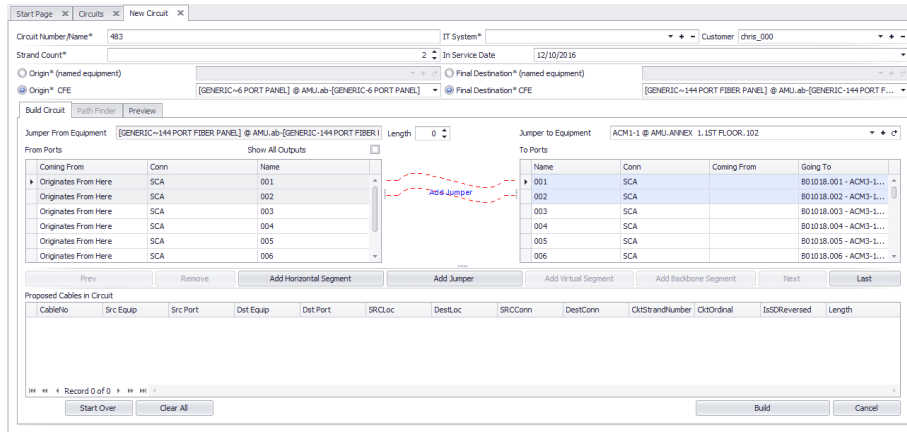 Start Page Circuits New Circuit
Circuit Number/Name* 483 IT System* Customer chris_000
Strand Count* 2 In Service Date 12/10/2016
Origin* (named equipment) Final Destination* (named equipment)
Origin* CFE [GENERIC~6 PORT PANEL] @ AMU.ab-[GENERIC-6 PORT PANEL] Final Destination* CFE [GENERIC~144 PORT FIBER PANEL] @ AMU.ab-[GENERIC-144 PORT F...
Build Circuit Path Finder Preview
Jumper From Equipment [GENERIC~144 PORT FIBER PANEL] @ AMU.ab-[GENERIC-144 PORT FIBER I Length 0 Jumper to Equipment ACM1-1 @ AMU.ANNEX 1.1ST FLOOR.102
From Ports Show All Outputs To Ports
Coming From Conn Name Name Conn Coming From Going To
Originates From Here SCA 001 001 SCA B01018.001 - ACM3-1...
Originates From Here SCA 002 Add Jumper 002 SCA B01018.002 - ACM3-1...
Originates From Here SCA 003 003 SCA B01018.003 - ACM3-1...
Originates From Here SCA 004 004 SCA B01018.004 - ACM3-1...
Originates From Here SCA 005 005 SCA B01018.005 - ACM3-1...
Originates From Here SCA 006 006 SCA B01018.006 - ACM3-1...
Prev Remove Add Horizontal Segment Add Jumper Add Virtual Segment Add Backbone Segment Next Last
Proposed Cables in Circuit
CableNo Src Equip Src Port Dst Equip Dst Port SRCLoc DestLoc SRCConn DestConn CktStrandNumber CktOrdinal IsSDReversed Length
Record 0 of 0
Start Over Clear All Build Cancel